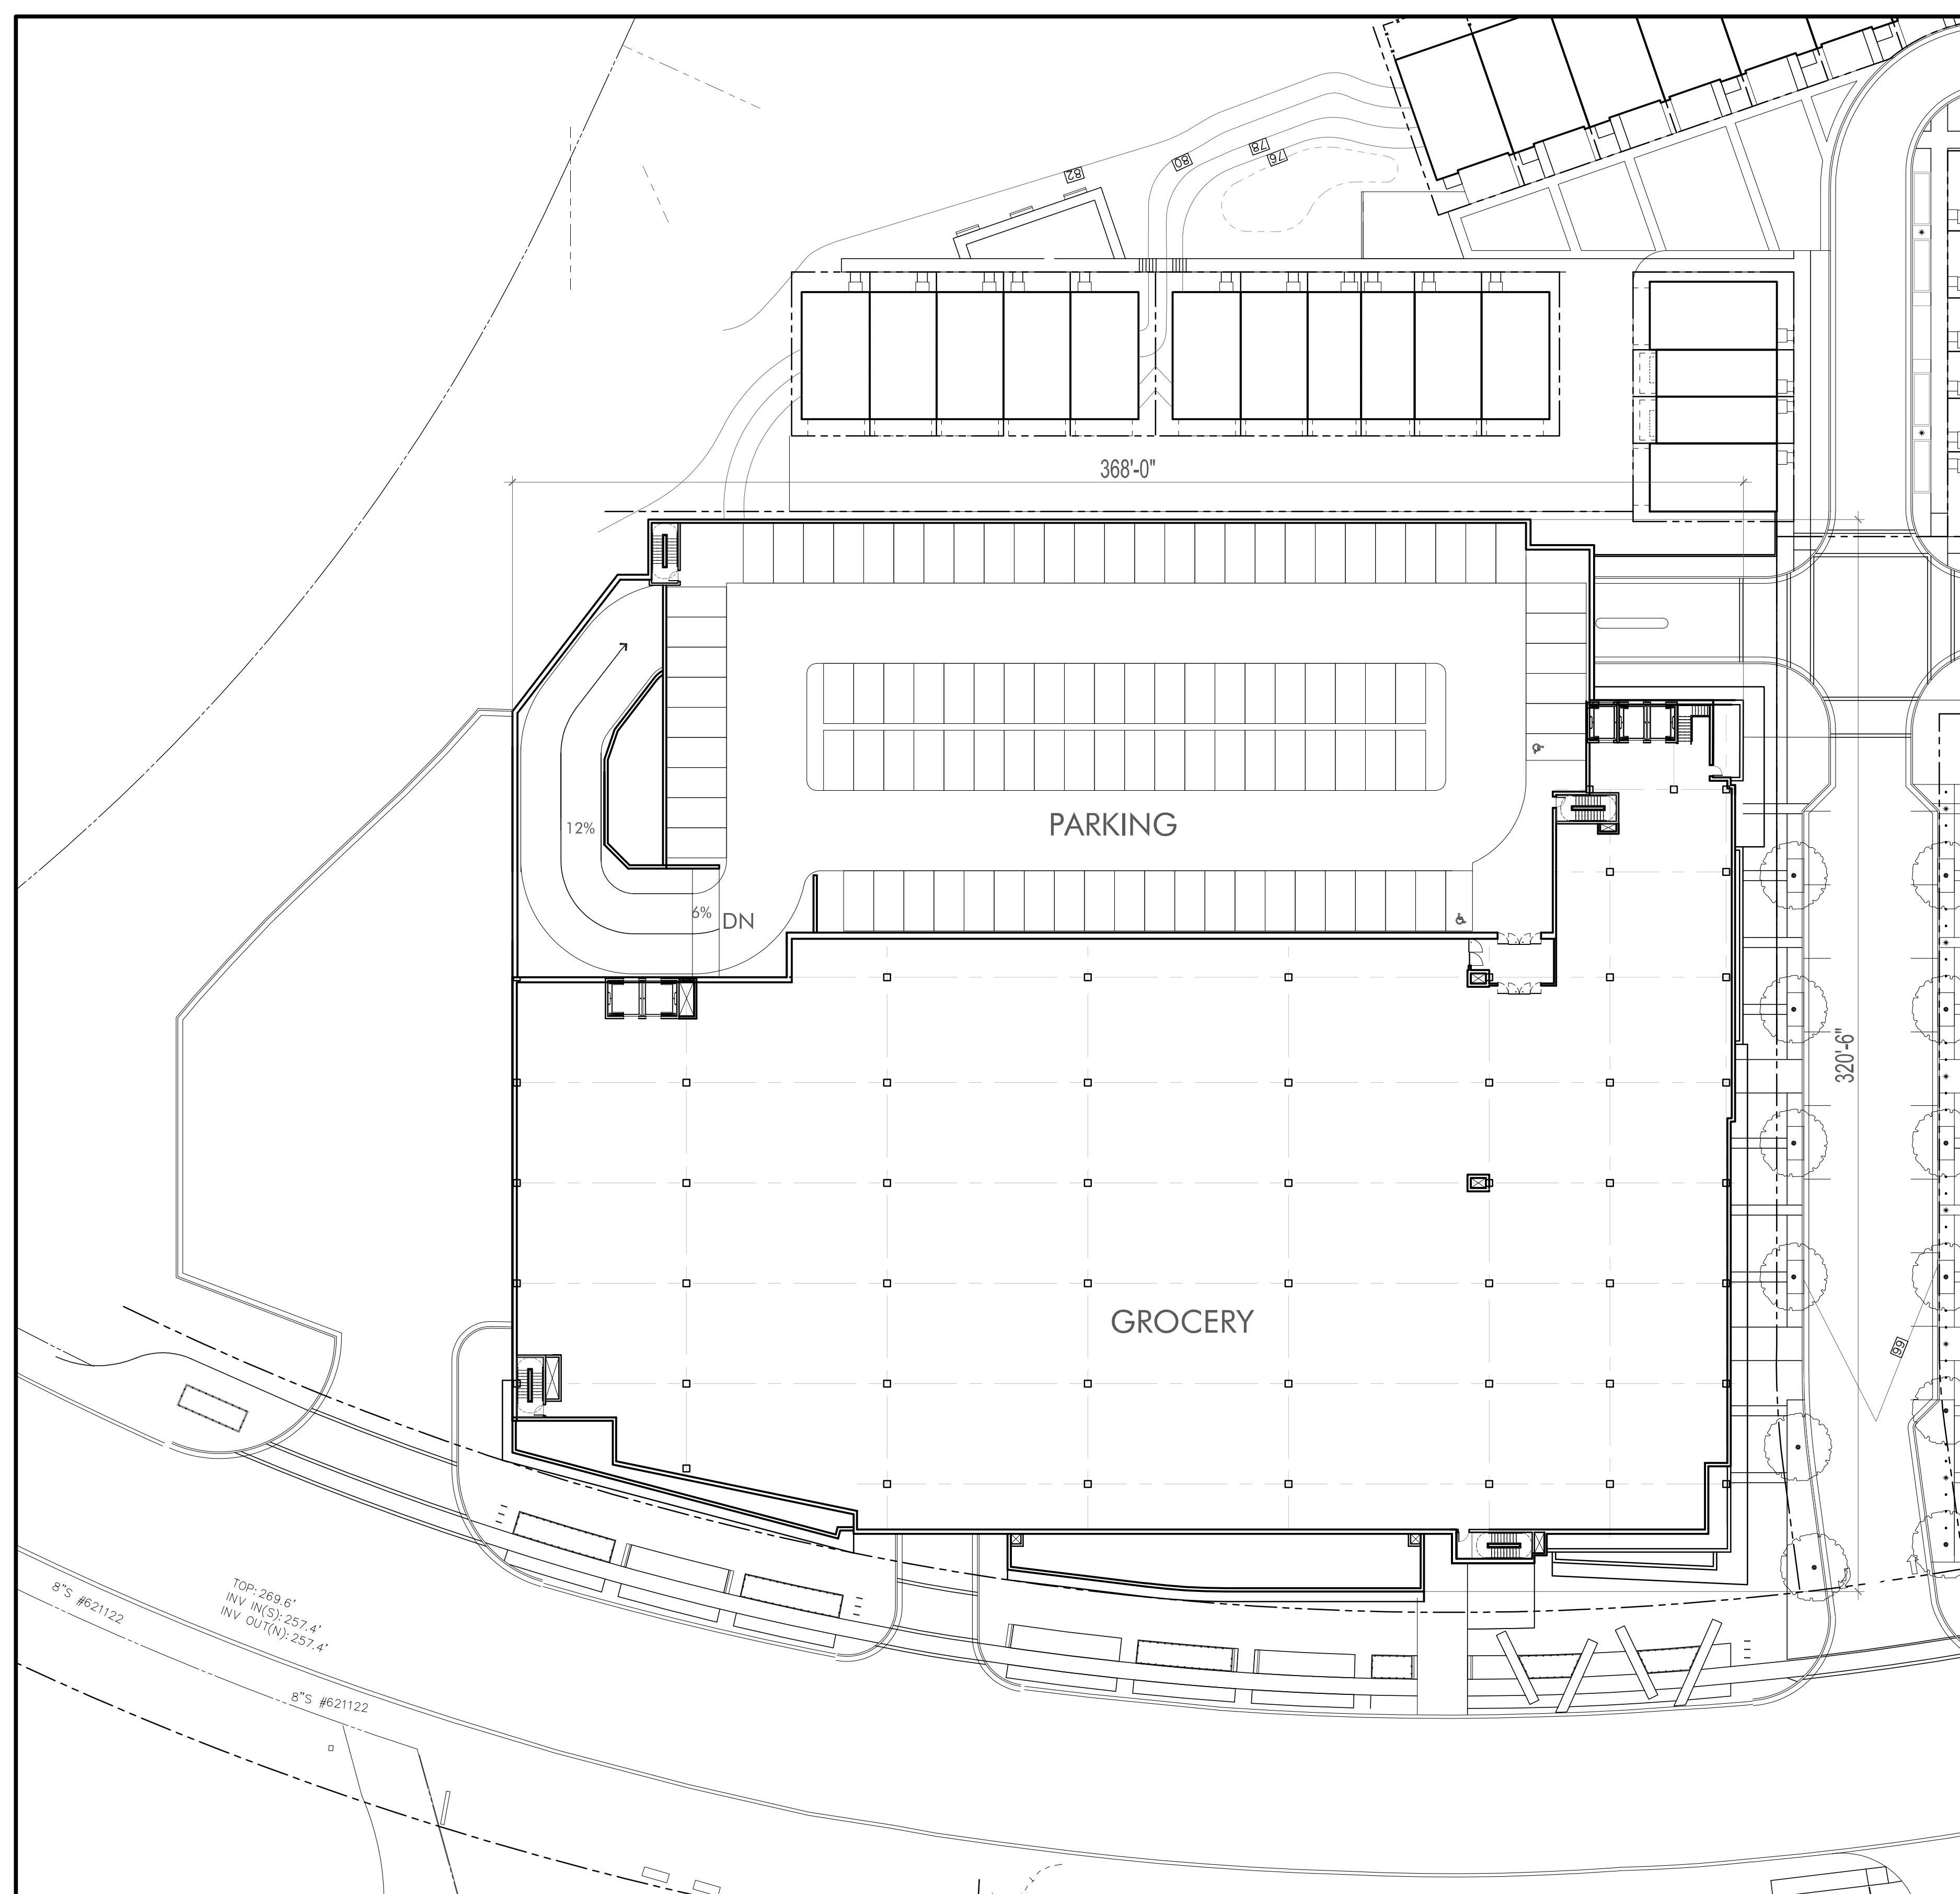 78
76
80
82
368'-0"
12%
PARKING
6%
DN
320'-6"
GROCERY
66
TOP: 269.6'
INV IN(S): 257.4'
INV OUT(N): 257.4'
8"S #621122
8"S #621122